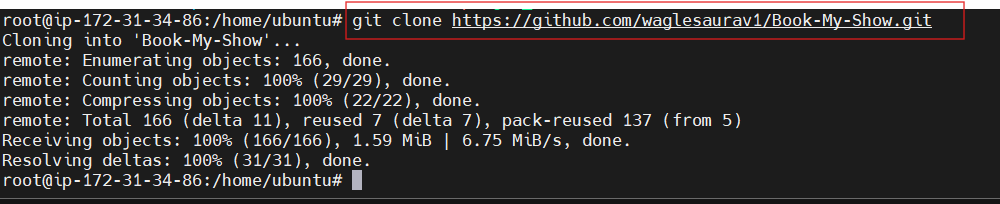 root@ip-172-31-34-86:/home/ubuntu# git clone https://github.com/waglesaurav1/Book-My-Show.git
Cloning into 'Book-My-Show'...
remote: Enumerating objects: 166, done.
remote: Counting objects: 100% (29/29), done.
remote: Compressing objects: 100% (22/22), done.
remote: Total 166 (delta 11), reused 7 (delta 7), pack-reused 137 (from 5)
Receiving objects: 100% (166/166), 1.59 MiB | 6.75 MiB/s, done.
Resolving deltas: 100% (31/31), done.
root@ip-172-31-34-86:/home/ubuntu#